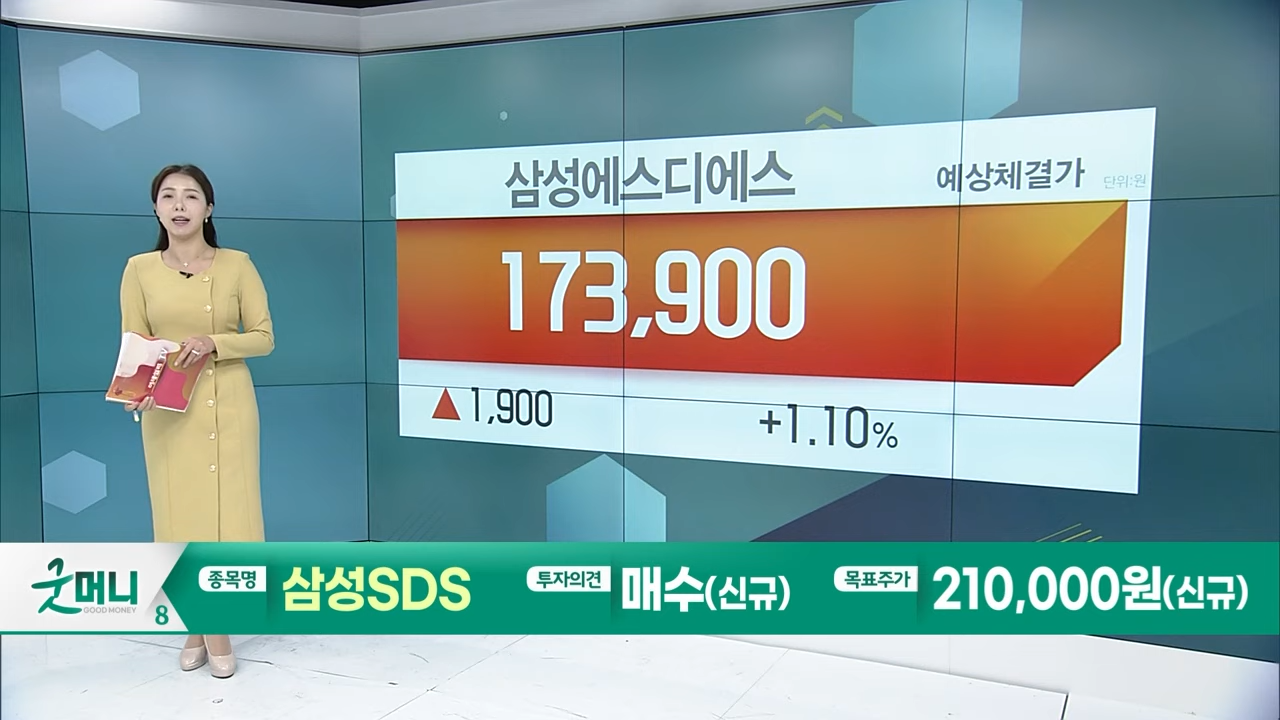 삼성에스디에스
예상체결가
단위:원
173,900
▲1,900
+1.10%
굿머니
GOOD MONEY
8
종목명
삼성SDS
투자의견
매수(신규)
목표주가
210,000원(신규)